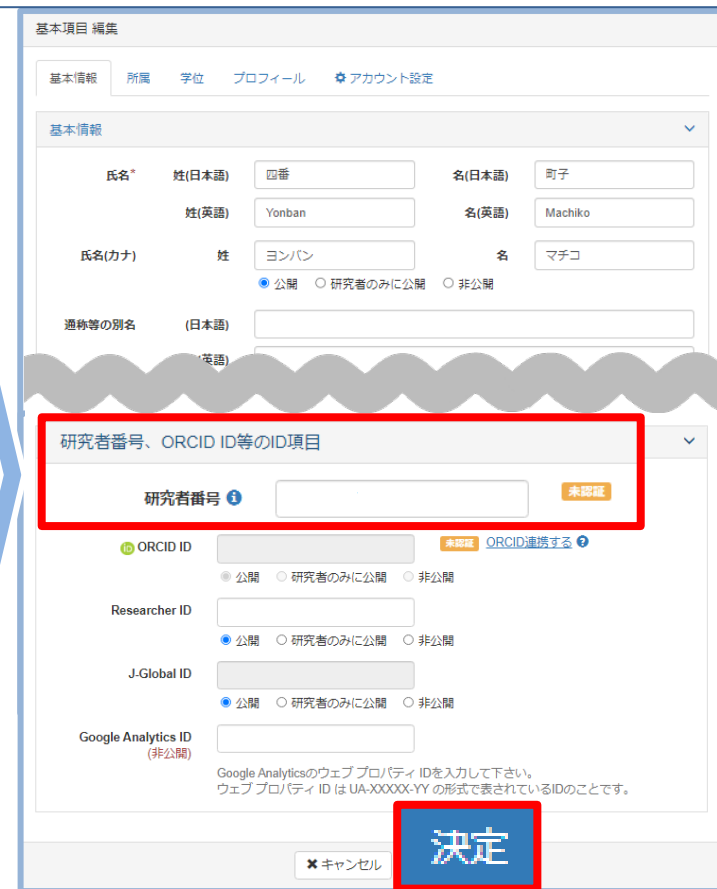 基本項目 編集
基本情報 所属 学位 プロフィール アカウント設定
基本情報
氏名* 姓(日本語) 四番 名(日本語) 町子
姓(英語) Yonban 名(英語) Machiko
氏名(カナ) 姓 ヨンバン 名 マチコ
公開 研究者のみに公開 非公開
通称等の別名 (日本語)
英語)
研究者番号、ORCID ID等のID項目
研究者番号 未認証
iD ORCID ID 未認証 ORCID連携する
公開 研究者のみに公開 非公開
Researcher ID
公開 研究者のみに公開 非公開
J-Global ID
公開 研究者のみに公開 非公開
Google Analytics ID
(非公開)
Google Analyticsのウェブ プロパティ IDを入力して下さい。
ウェブ プロパティ ID は UA-XXXXX-YY の形式で表されているIDのことです。
キャンセル 決定